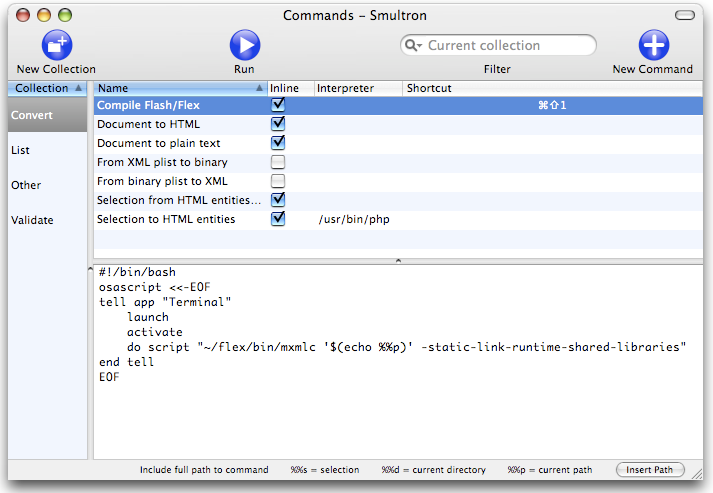 Commands – Smultron
New Collection
Run
Current collection
Filter
New Command
Collection Name Inline Interpreter Shortcut
Convert
List
Other
Validate
Compile Flash/Flex ⌘⇧1
Document to HTML
Document to plain text
From XML plist to binary
From binary plist to XML
Selection from HTML entities...
Selection to HTML entities /usr/bin/php
#!/bin/bash
osascript <<-EOF
tell app "Terminal"
    launch
    activate
    do script "~/flex/bin/mxmlc '$(echo %%p)' -static-link-runtime-shared-libraries"
end tell
EOF
Include full path to command %%s = selection %%d = current directory %%p = current path Insert Path